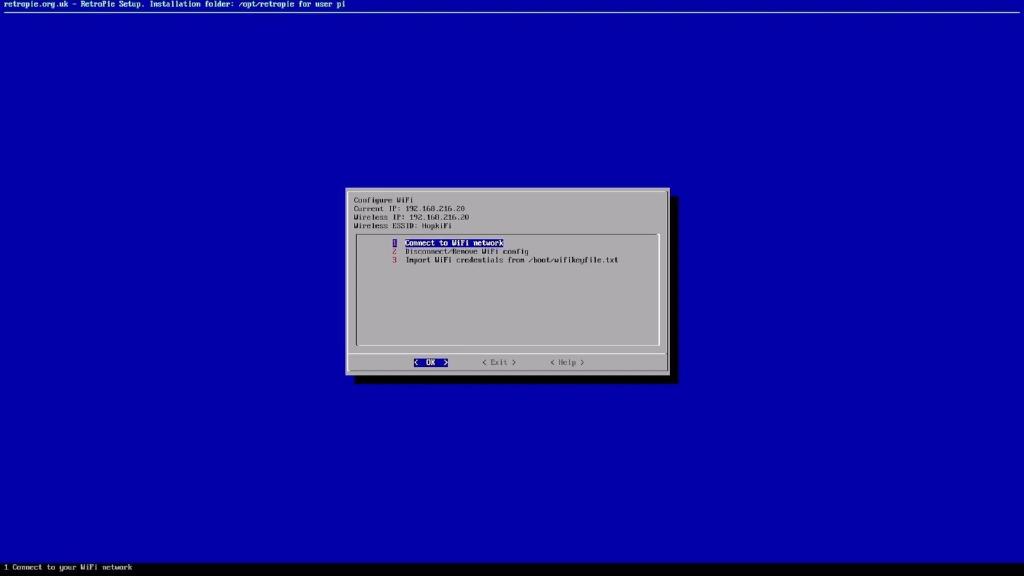 retropie.org.uk - RetroPie Setup. Installation folder: /opt/retropie for user pi
Configure WiFi
Current IP: 192.168.216.20
Wireless IP: 192.168.216.20
Wireless ESSID: HopkiFi
1 Connect to WiFi network
2 Disconnect/Remove WiFi config
3 Import WiFi credentials from /boot/wifikeyfile.txt
< OK > < Exit > < Help >
1 Connect to your WiFi network